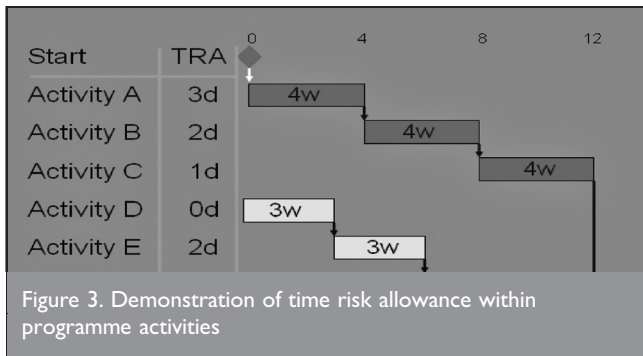 0 4 8 12
Start TRA
Activity A 3d 4w
Activity B 2d 4w
Activity C 1d 4w
Activity D 0d 3w
Activity E 2d 3w
Figure 3. Demonstration of time risk allowance within
programme activities